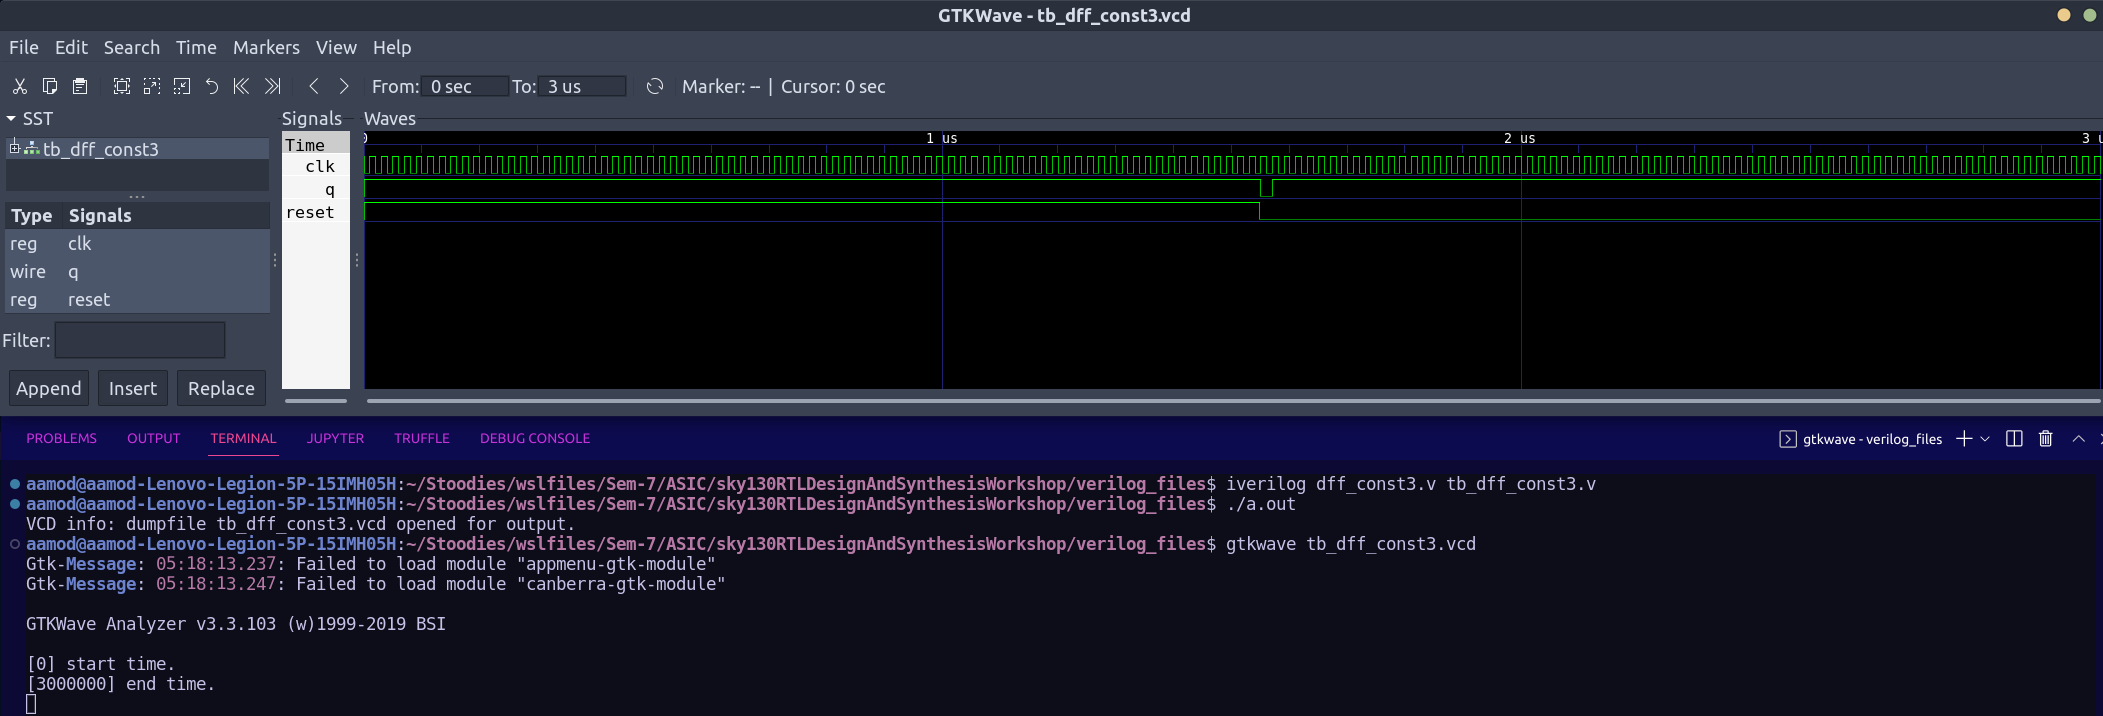 GTKWave - tb_dff_const3.vcd
File Edit Search Time Markers View Help
From: 0 sec To: 3 us Marker: -- | Cursor: 0 sec
SST
tb_dff_const3
Type Signals
reg clk
wire q
reg reset
Filter:
Append Insert Replace
Signals
Time
clk
q
reset
Waves
0 1 us 2 us 3 u
PROBLEMS OUTPUT TERMINAL JUPYTER TRUFFLE DEBUG CONSOLE
gtkwave - verilog_files
aamod@aamod-Lenovo-Legion-5P-15IMH05H:~/Stoodies/wslfiles/Sem-7/ASIC/sky130RTLDesignAndSynthesisWorkshop/verilog_files$ iverilog dff_const3.v tb_dff_const3.v
aamod@aamod-Lenovo-Legion-5P-15IMH05H:~/Stoodies/wslfiles/Sem-7/ASIC/sky130RTLDesignAndSynthesisWorkshop/verilog_files$ ./a.out
VCD info: dumpfile tb_dff_const3.vcd opened for output.
aamod@aamod-Lenovo-Legion-5P-15IMH05H:~/Stoodies/wslfiles/Sem-7/ASIC/sky130RTLDesignAndSynthesisWorkshop/verilog_files$ gtkwave tb_dff_const3.vcd
Gtk-Message: 05:18:13.237: Failed to load module "appmenu-gtk-module"
Gtk-Message: 05:18:13.247: Failed to load module "canberra-gtk-module"
GTKWave Analyzer v3.3.103 (w)1999-2019 BSI
[0] start time.
[3000000] end time.